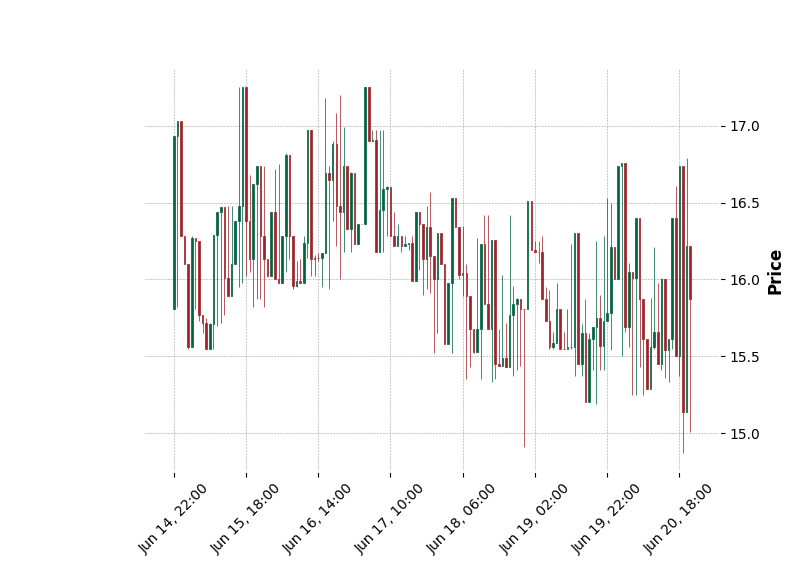 17.0
16.5
16.0
15.5
15.0
Price
Jun 14, 22:00
Jun 15, 18:00
Jun 16, 14:00
Jun 17, 10:00
Jun 18, 06:00
Jun 19, 02:00
Jun 19, 22:00
Jun 20, 18:00